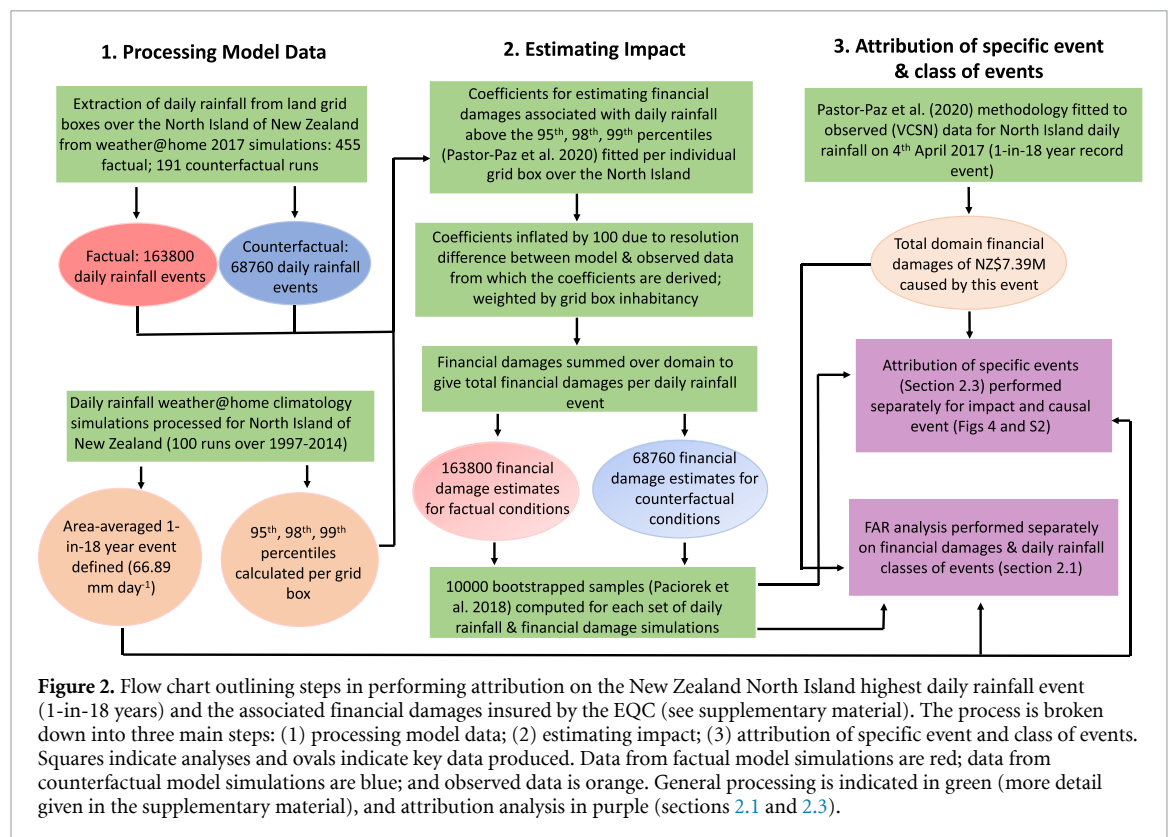 1. Processing Model Data
Extraction of daily rainfall from land grid
boxes over the North Island of New Zealand
from weather@home 2017 simulations: 455
factual; 191 counterfactual runs
Factual: 163800
daily rainfall events
Counterfactual:
68760 daily rainfall
events
Daily rainfall weather@home climatology
simulations processed for North Island of
New Zealand (100 runs over 1997-2014)
Area-averaged 1-
in-18 year event
defined (66.89
mm day-1)
95th, 98th, 99th
percentiles
calculated per grid
box
2. Estimating Impact
Coefficients for estimating financial
damages associated with daily rainfall
above the 95th, 98th, 99th percentiles
(Pastor-Paz et al. 2020) fitted per individual
grid box over the North Island
Coefficients inflated by 100 due to resolution
difference between model & observed data
from which the coefficients are derived;
weighted by grid box inhabitancy
Financial damages summed over domain to
give total financial damages per daily rainfall
event
163800 financial
damage estimates
for factual conditions
68760 financial
damage estimates for
counterfactual
conditions
10000 bootstrapped samples (Paciorek et
al. 2018) computed for each set of daily
rainfall & financial damage simulations
3. Attribution of specific event
& class of events
Pastor-Paz et al. (2020) methodology fitted to
observed (VCSN) data for North Island daily
rainfall on 4th April 2017 (1-in-18 year record
event)
Total domain financial
damages of NZ$7.39M
caused by this event
Attribution of specific events
(Section 2.3) performed
separately for impact and causal
event (Figs 4 and S2)
FAR analysis performed separately
on financial damages & daily rainfall
classes of events (section 2.1)
Figure 2. Flow chart outlining steps in performing attribution on the New Zealand North Island highest daily rainfall event
(1-in-18 years) and the associated financial damages insured by the EQC (see supplementary material). The process is broken
down into three main steps: (1) processing model data; (2) estimating impact; (3) attribution of specific event and class of events.
Squares indicate analyses and ovals indicate key data produced. Data from factual model simulations are red; data from
counterfactual model simulations are blue; and observed data is orange. General processing is indicated in green (more detail
given in the supplementary material), and attribution analysis in purple (sections 2.1 and 2.3).